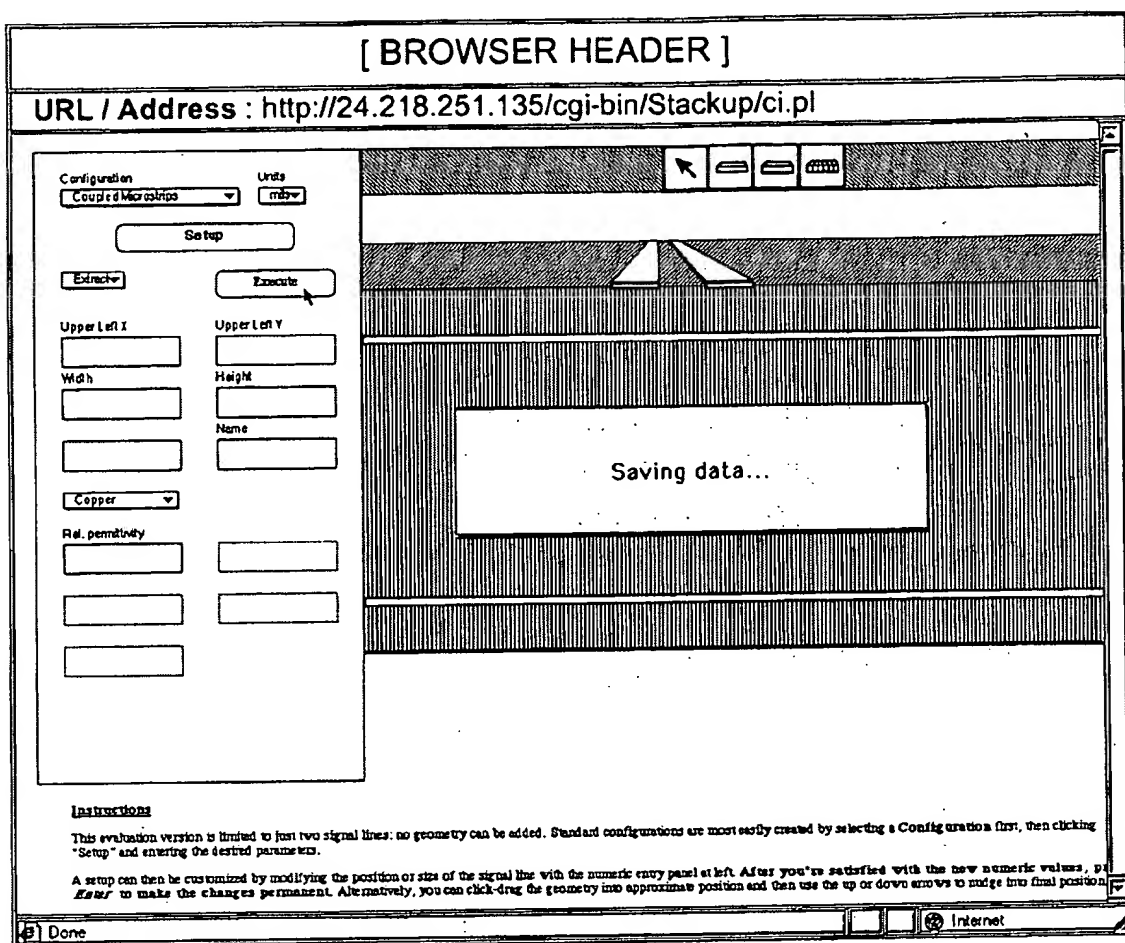 [ BROWSER HEADER ]
URL / Address : http://24.218.251.135/cgi-bin/Stackup/ci.pl
Configuration
Units
Coupled Microstrips
mils
Setup
Extract
Execute
Upper Left X
Upper Left Y
Width
Height
Name
Copper
Rel. permittivity
Saving data...
Instructions
This evaluation version is limited to just two signal lines: no geometry can be added. Standard configurations are most easily created by selecting a Configuration first, then clicking
"Setup" and entering the desired parameters.
A setup can then be customized by modifying the position or size of the signal line with the numeric entry panel at left. After you're satisfied with the new numeric values, p
Enter to make the changes permanent. Alternatively, you can click-drag the geometry into approximate position and then use the up or down arrows to nudge into final position
Done
Internet